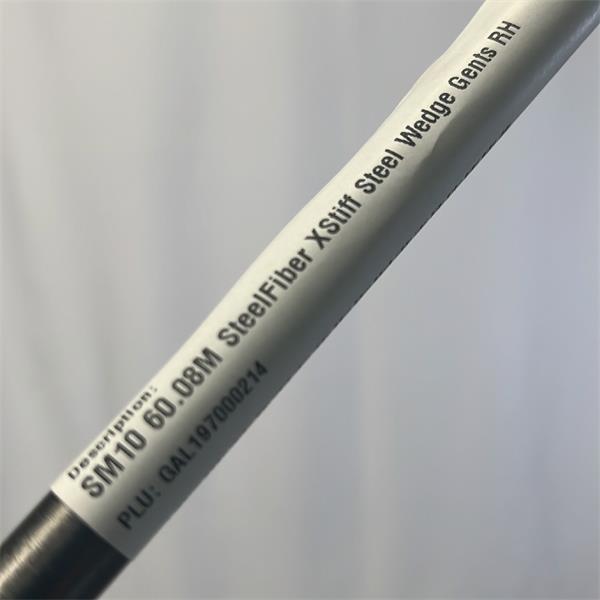 Description:
SM10 60.08M SteelFiber XStiff Steel Wedge Gents RH
PLU: GAL197000214